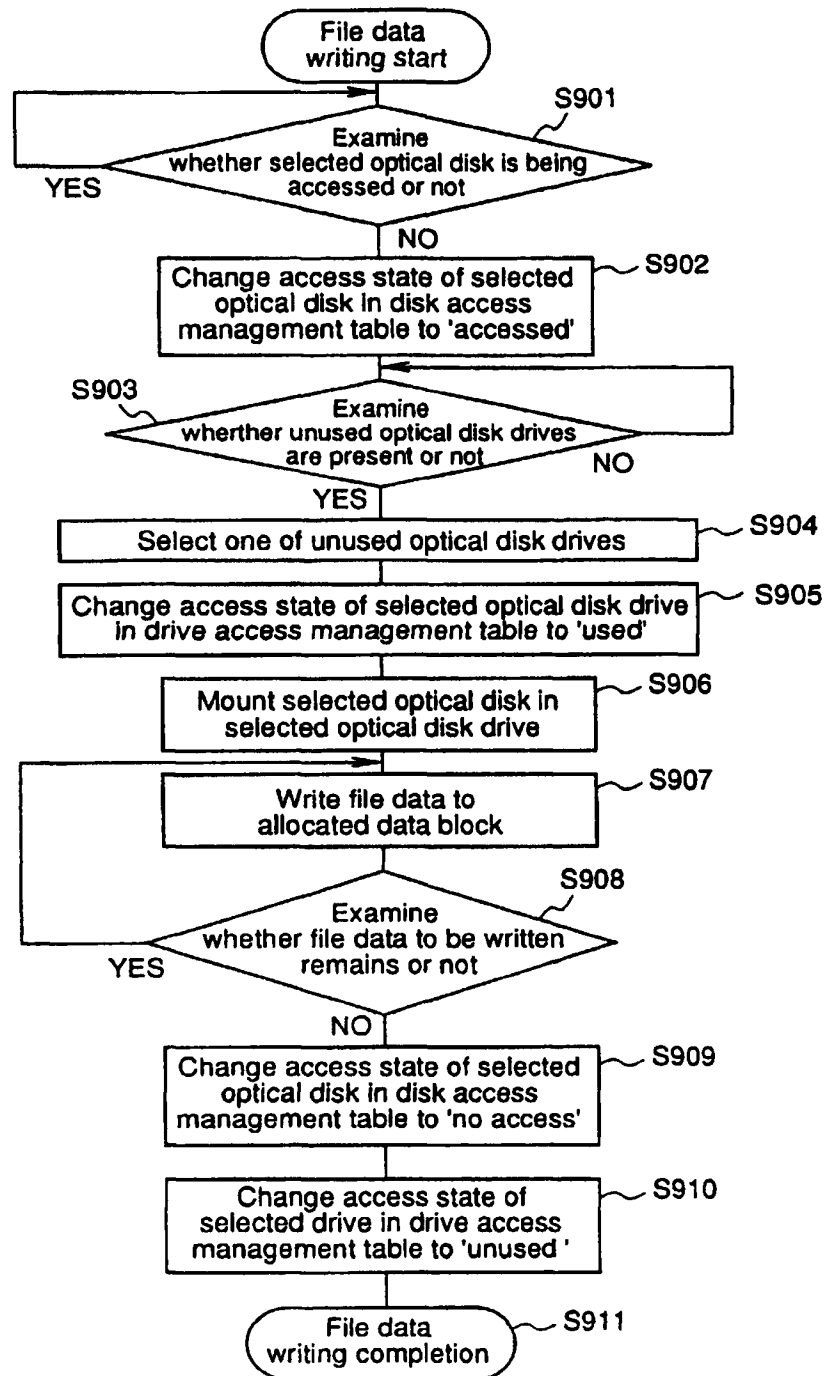 File data
writing start
S901
Examine
whether selected optical disk is being
accessed or not
YES
NO
S902
Change access state of selected
optical disk in disk access
management table to 'accessed'
S903
Examine
wherther unused optical disk drives
are present or not
NO
YES
S904
Select one of unused optical disk drives
S905
Change access state of selected optical disk drive
in drive access management table to 'used'
S906
Mount selected optical disk in
selected optical disk drive
S907
Write file data to
allocated data block
S908
Examine
whether file data to be written
remains or not
YES
NO
S909
Change access state of selected
optical disk in disk access
management table to 'no access'
S910
Change access state of
selected drive in drive access
management table to 'unused '
S911
File data
writing completion